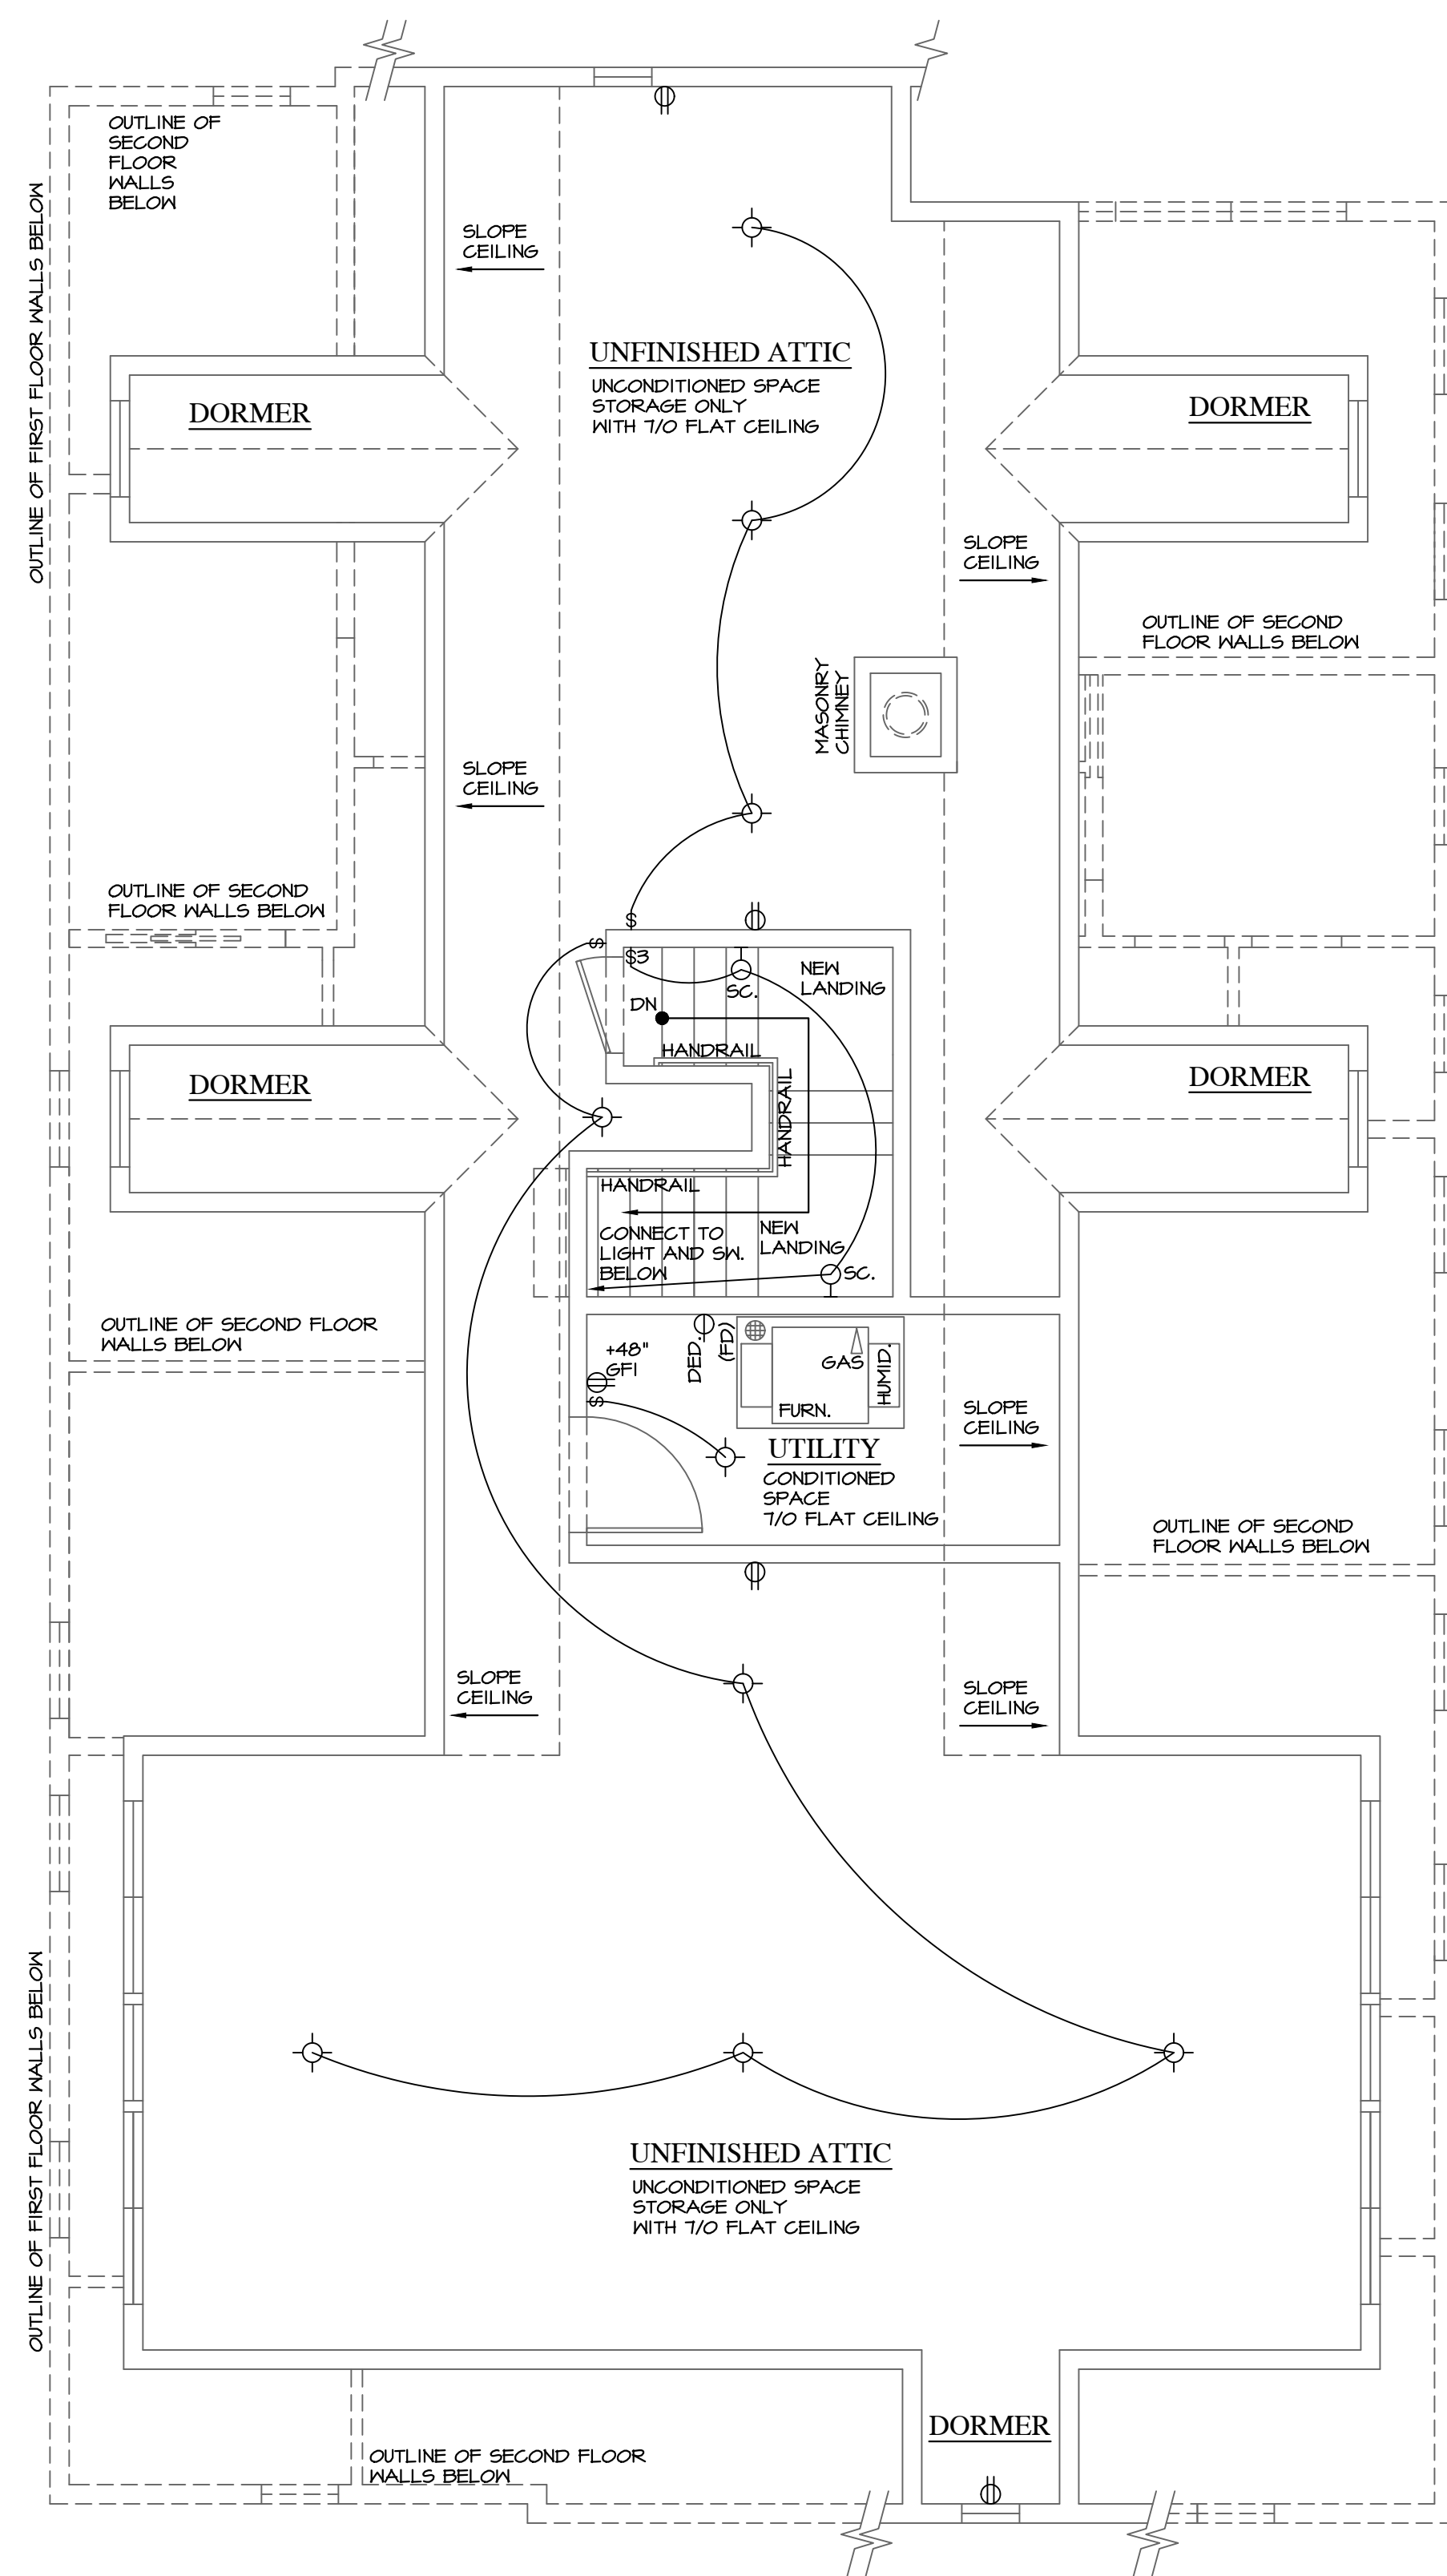 OUTLINE OF
SECOND
FLOOR
WALLS
BELOW
OUTLINE OF FIRST FLOOR WALLS BELOW
SLOPE
CEILING
UNFINISHED ATTIC
UNCONDITIONED SPACE
STORAGE ONLY
WITH 7/0 FLAT CEILING
DORMER
DORMER
SLOPE
CEILING
OUTLINE OF SECOND
FLOOR WALLS BELOW
MASONRY
CHIMNEY
SLOPE
CEILING
OUTLINE OF SECOND
FLOOR WALLS BELOW
$
$
$3
SC.
NEW
LANDING
DN
HANDRAIL
HANDRAIL
DORMER
DORMER
HANDRAIL
CONNECT TO
LIGHT AND SW.
BELOW
NEW
LANDING
SC.
OUTLINE OF SECOND FLOOR
WALLS BELOW
+48"
GFI
$
DED.
(FD)
GAS
HUMID.
FURN.
UTILITY
CONDITIONED
SPACE
7/0 FLAT CEILING
SLOPE
CEILING
OUTLINE OF SECOND
FLOOR WALLS BELOW
SLOPE
CEILING
SLOPE
CEILING
OUTLINE OF FIRST FLOOR WALLS BELOW
UNFINISHED ATTIC
UNCONDITIONED SPACE
STORAGE ONLY
WITH 7/0 FLAT CEILING
DORMER
OUTLINE OF SECOND FLOOR
WALLS BELOW